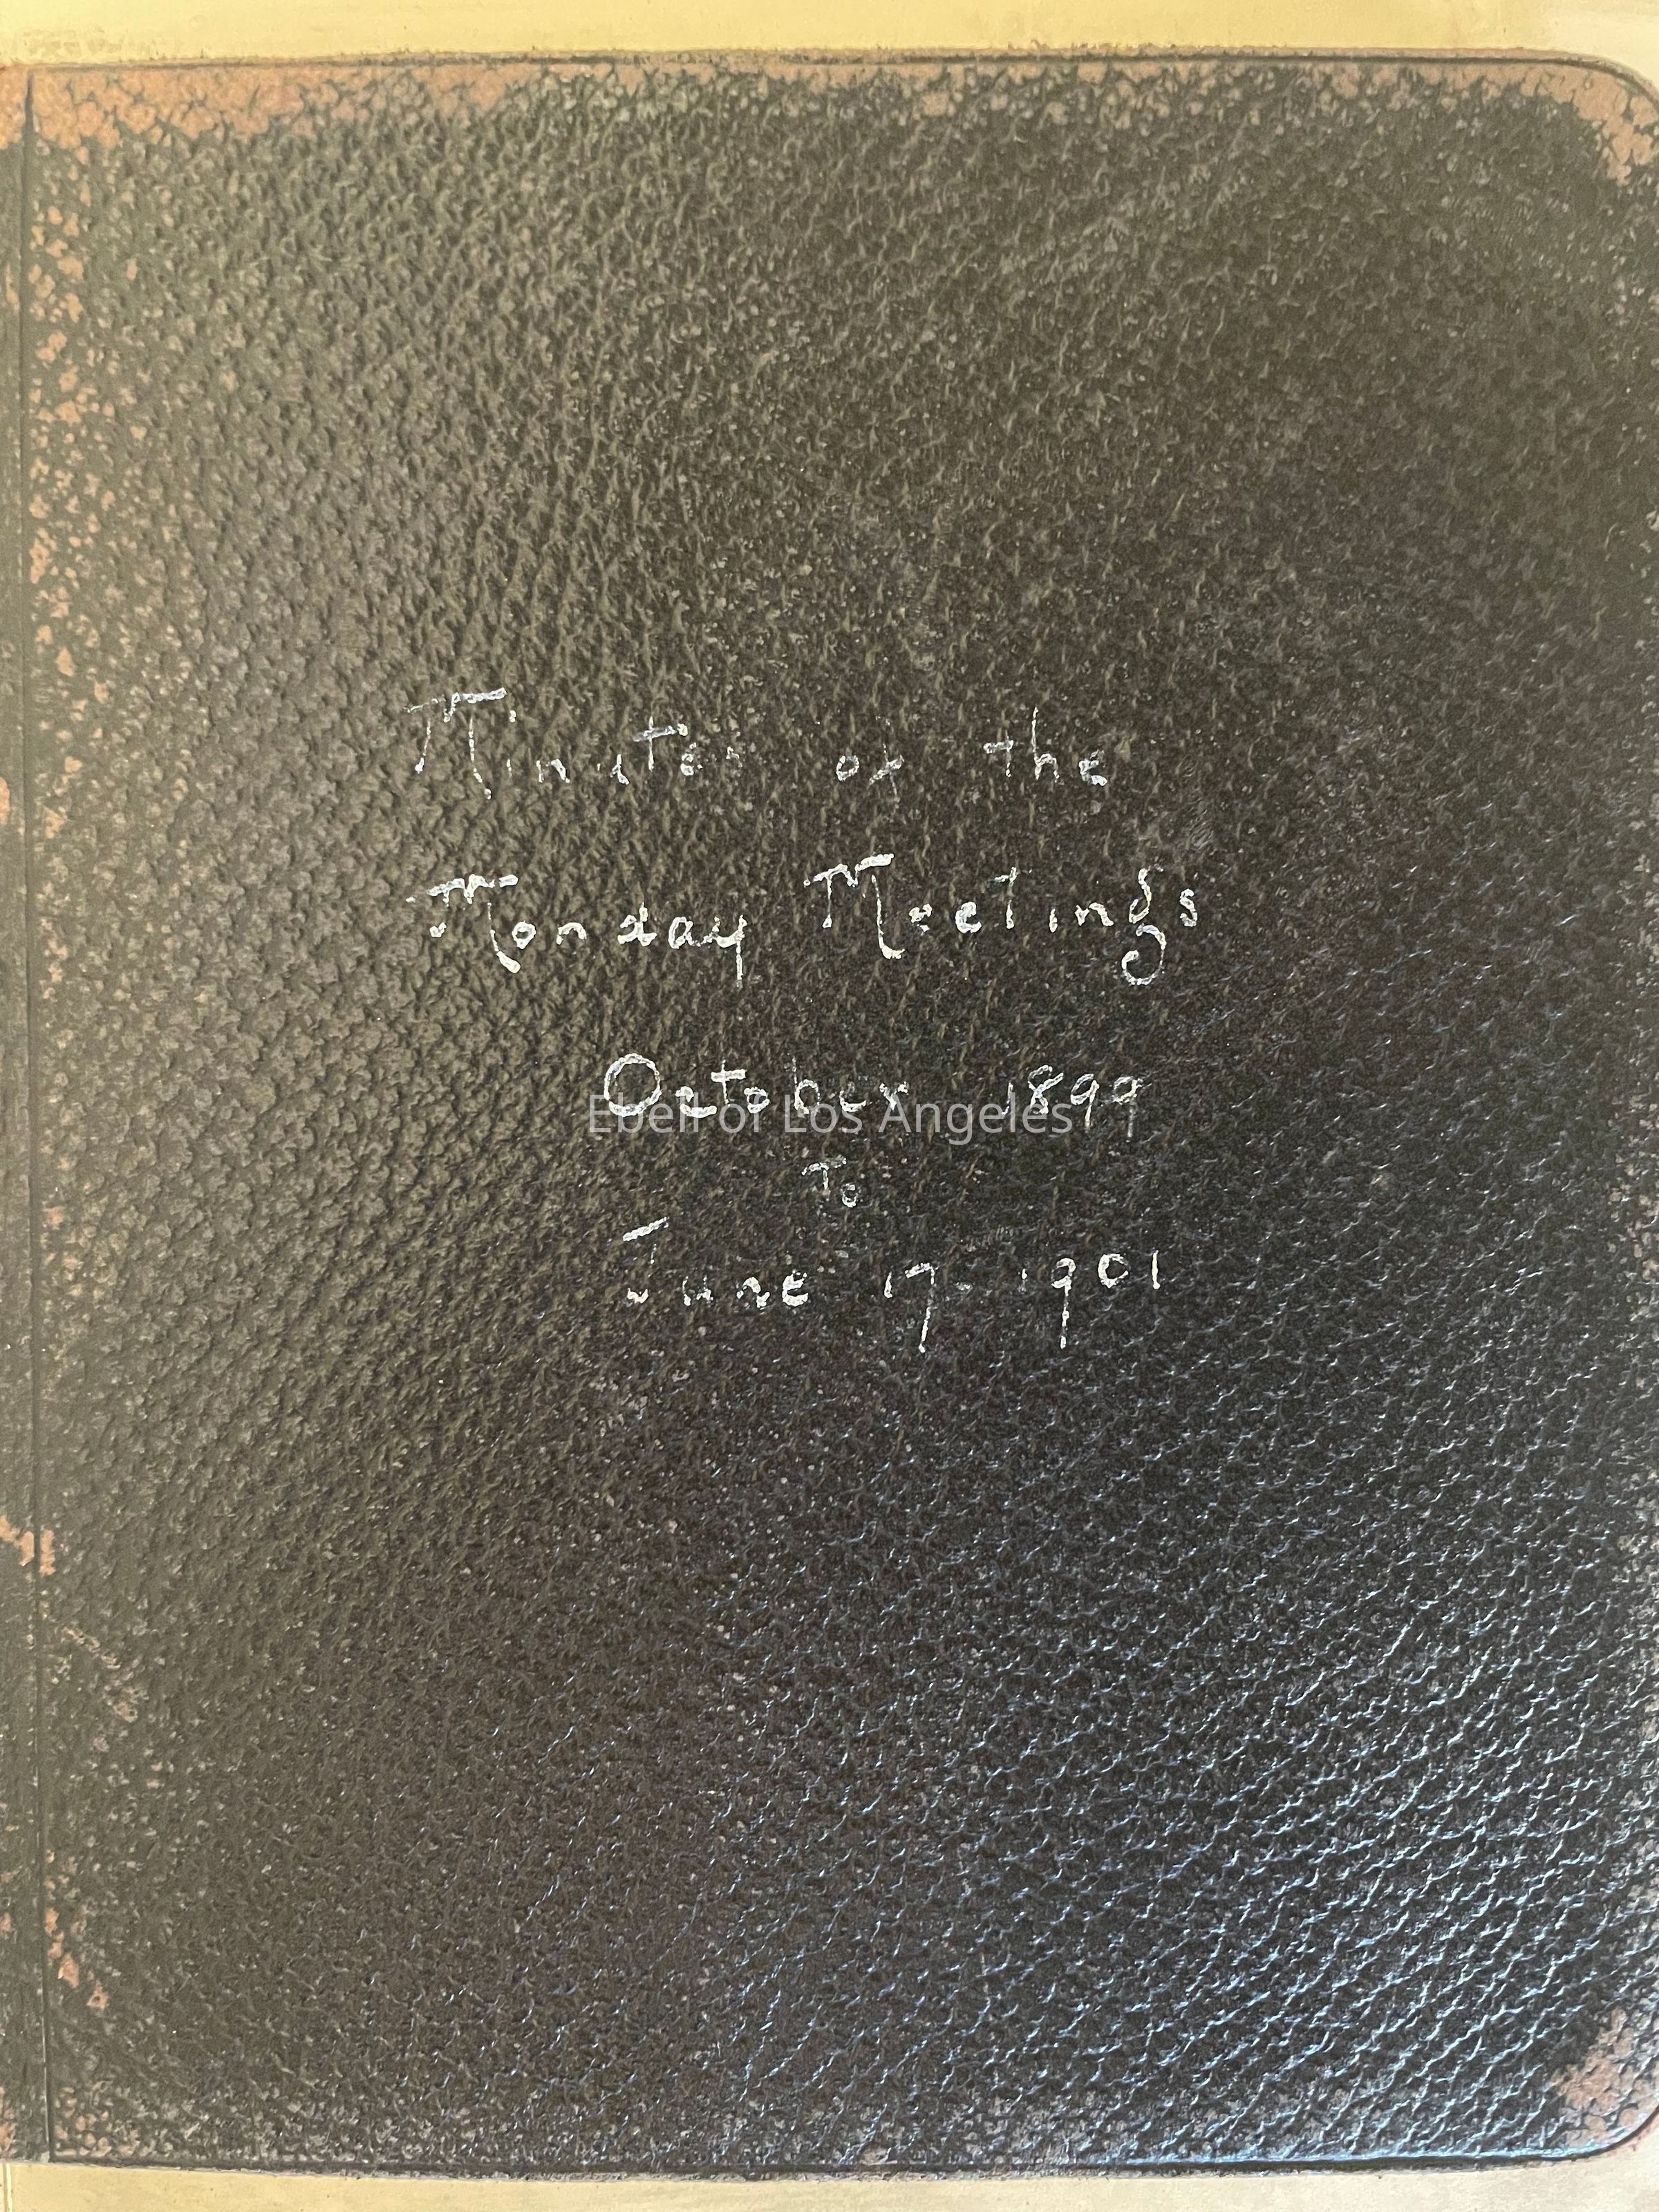 Minutes of the
Monday Meetings
October 1899
Ebell of Los Angeles
To
June 17 - 1901